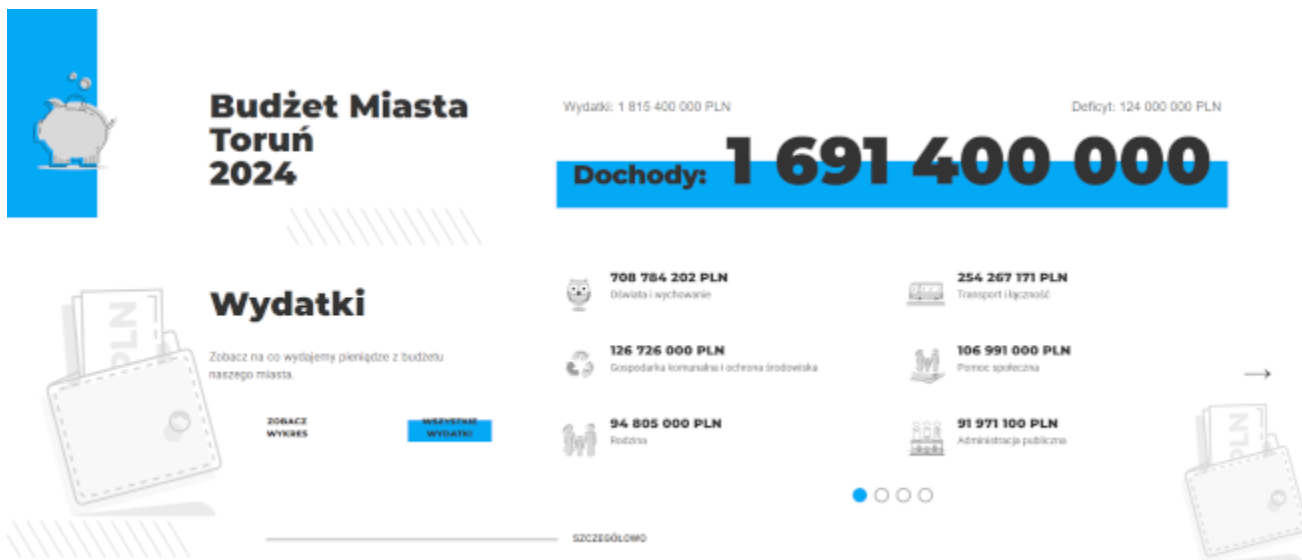 Budżet Miasta
Toruń
2024
Wydatki: 1 815 400 000 PLN
Deficyt: 124 000 000 PLN
Dochody: 1 691 400 000
Wydatki
Zobacz na co wydajemy pieniądze z budżetu
naszego miasta.
ZOBACZ
WYKRES
WSZYSTKIE
WYDATKI
708 784 202 PLN
Oświata i wychowanie
254 267 171 PLN
Transport i łączność
126 726 000 PLN
Gospodarka komunalna i ochrona środowiska
106 991 000 PLN
Pomoc społeczna
94 805 000 PLN
Rodzina
91 971 100 PLN
Administracja publiczna
PLN
PLN
SZCZEGÓŁOWO